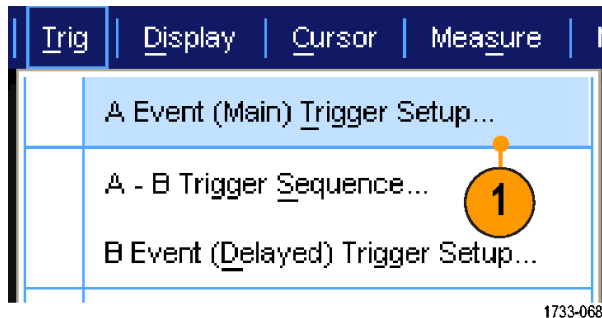 Trig Display Cursor Measure
A Event (Main) Trigger Setup...
A - B Trigger Sequence...
1
B Event (Delayed) Trigger Setup...
1733-068